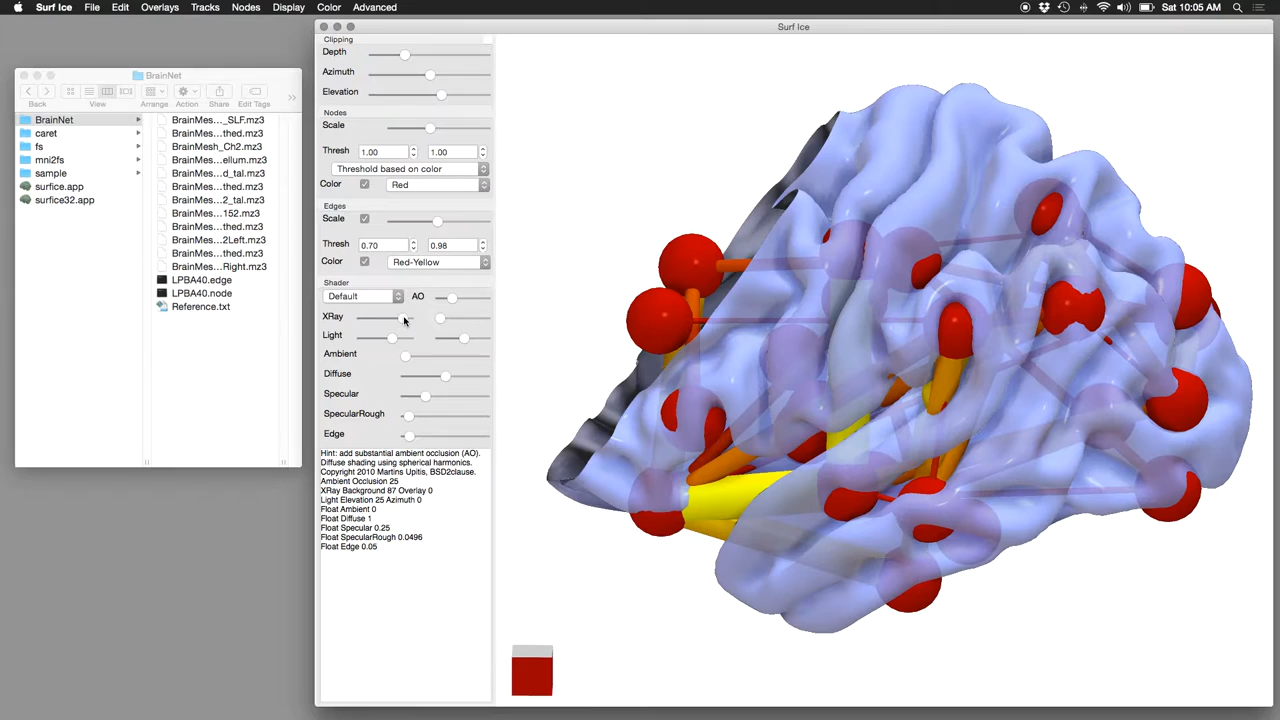 Surf Ice File Edit Overlays Tracks Nodes Display Color Advanced Sat 10:05 AM
Surf Ice
BrainNet
Back View Arrange Action Share Edit Tags
BrainNet
caret
fs
mni2fs
sample
surfice.app
surfice32.app
BrainMes…_SLF.mz3
BrainMes…thed.mz3
BrainMesh_Ch2.mz3
BrainMes…ellum.mz3
BrainMes…d_tal.mz3
BrainMes…thed.mz3
BrainMes…2_tal.mz3
BrainMes…152.mz3
BrainMes…thed.mz3
BrainMes…2Left.mz3
BrainMes…thed.mz3
BrainMes…Right.mz3
LPBA40.edge
LPBA40.node
Reference.txt
Clipping
Depth
Azimuth
Elevation
Nodes
Scale
Thresh 1.00 1.00
Threshold based on color
Color Red
Edges
Scale
Thresh 0.70 0.98
Color Red-Yellow
Shader
Default AO
XRay
Light
Ambient
Diffuse
Specular
SpecularRough
Edge
Hint: add substantial ambient occlusion (AO).
Diffuse shading using spherical harmonics.
Copyright 2010 Martins Upitis, BSD2clause.
Ambient Occlusion 25
XRay Background 87 Overlay 0
Light Elevation 25 Azimuth 0
Float Ambient 0
Float Diffuse 1
Float Specular 0.25
Float SpecularRough 0.0496
Float Edge 0.05